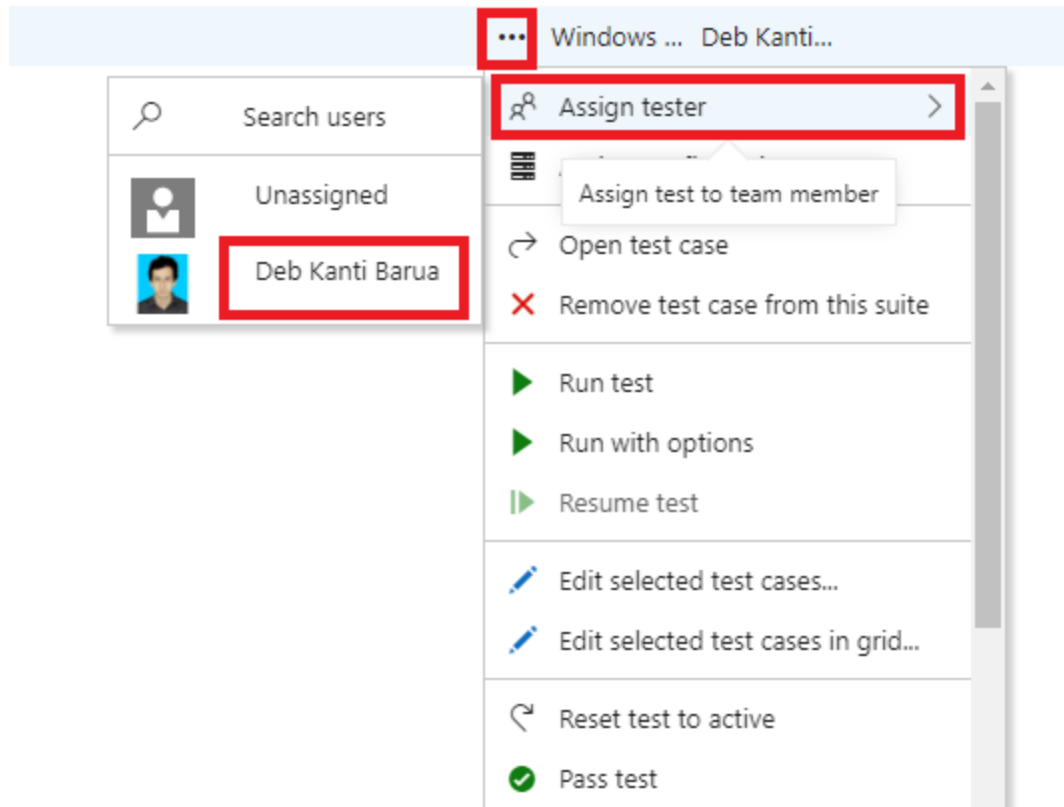 ••• Windows ... Deb Kanti...
Search users
Unassigned
Deb Kanti Barua
Assign tester
Assign test to team member
Open test case
Remove test case from this suite
Run test
Run with options
Resume test
Edit selected test cases...
Edit selected test cases in grid...
Reset test to active
Pass test